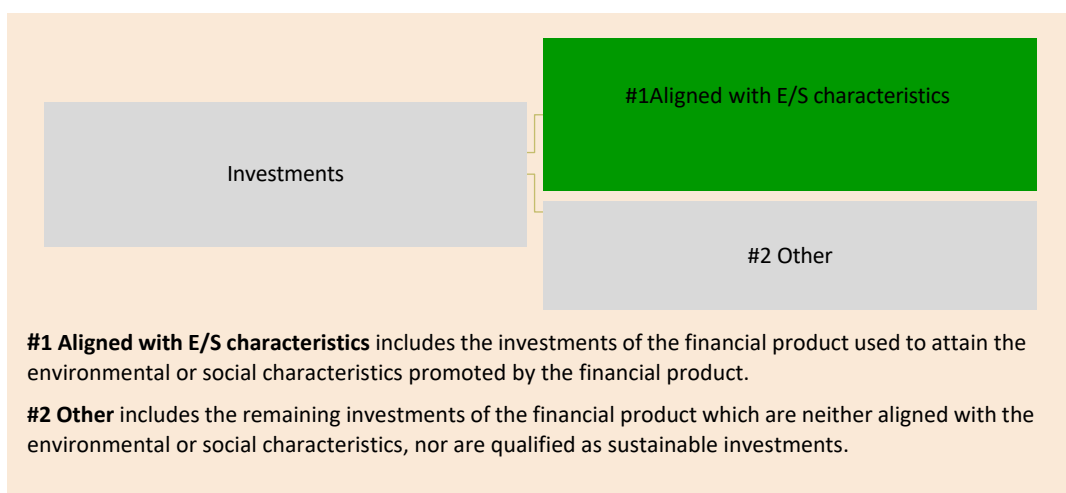 #1Aligned with E/S characteristics
Investments
#2 Other
#1 Aligned with E/S characteristics includes the investments of the financial product used to attain the
environmental or social characteristics promoted by the financial product.
#2 Other includes the remaining investments of the financial product which are neither aligned with the
environmental or social characteristics, nor are qualified as sustainable investments.